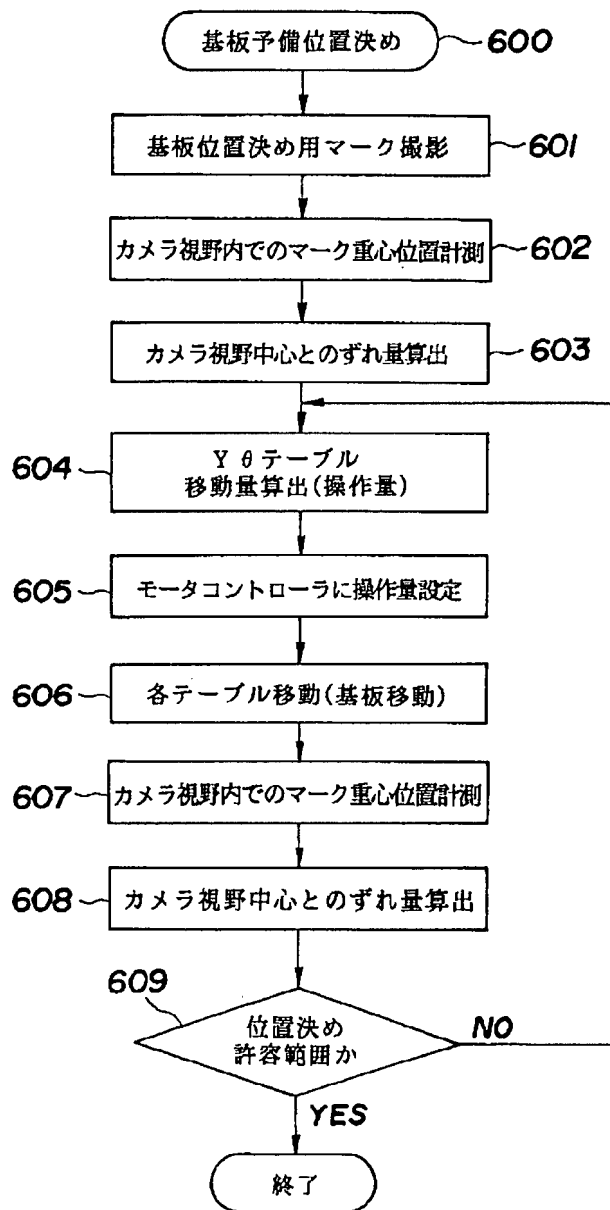 基板予備位置決め 600
基板位置決め用マーク撮影 601
カメラ視野内でのマーク重心位置計測 602
カメラ視野中心とのずれ量算出 603
604 Y θテーブル
移動量算出(操作量)
605 モータコントローラに操作量設定
606 各テーブル移動(基板移動)
607 カメラ視野内でのマーク重心位置計測
608 カメラ視野中心とのずれ量算出
609
位置決め
許容範囲か
NO
YES
終了